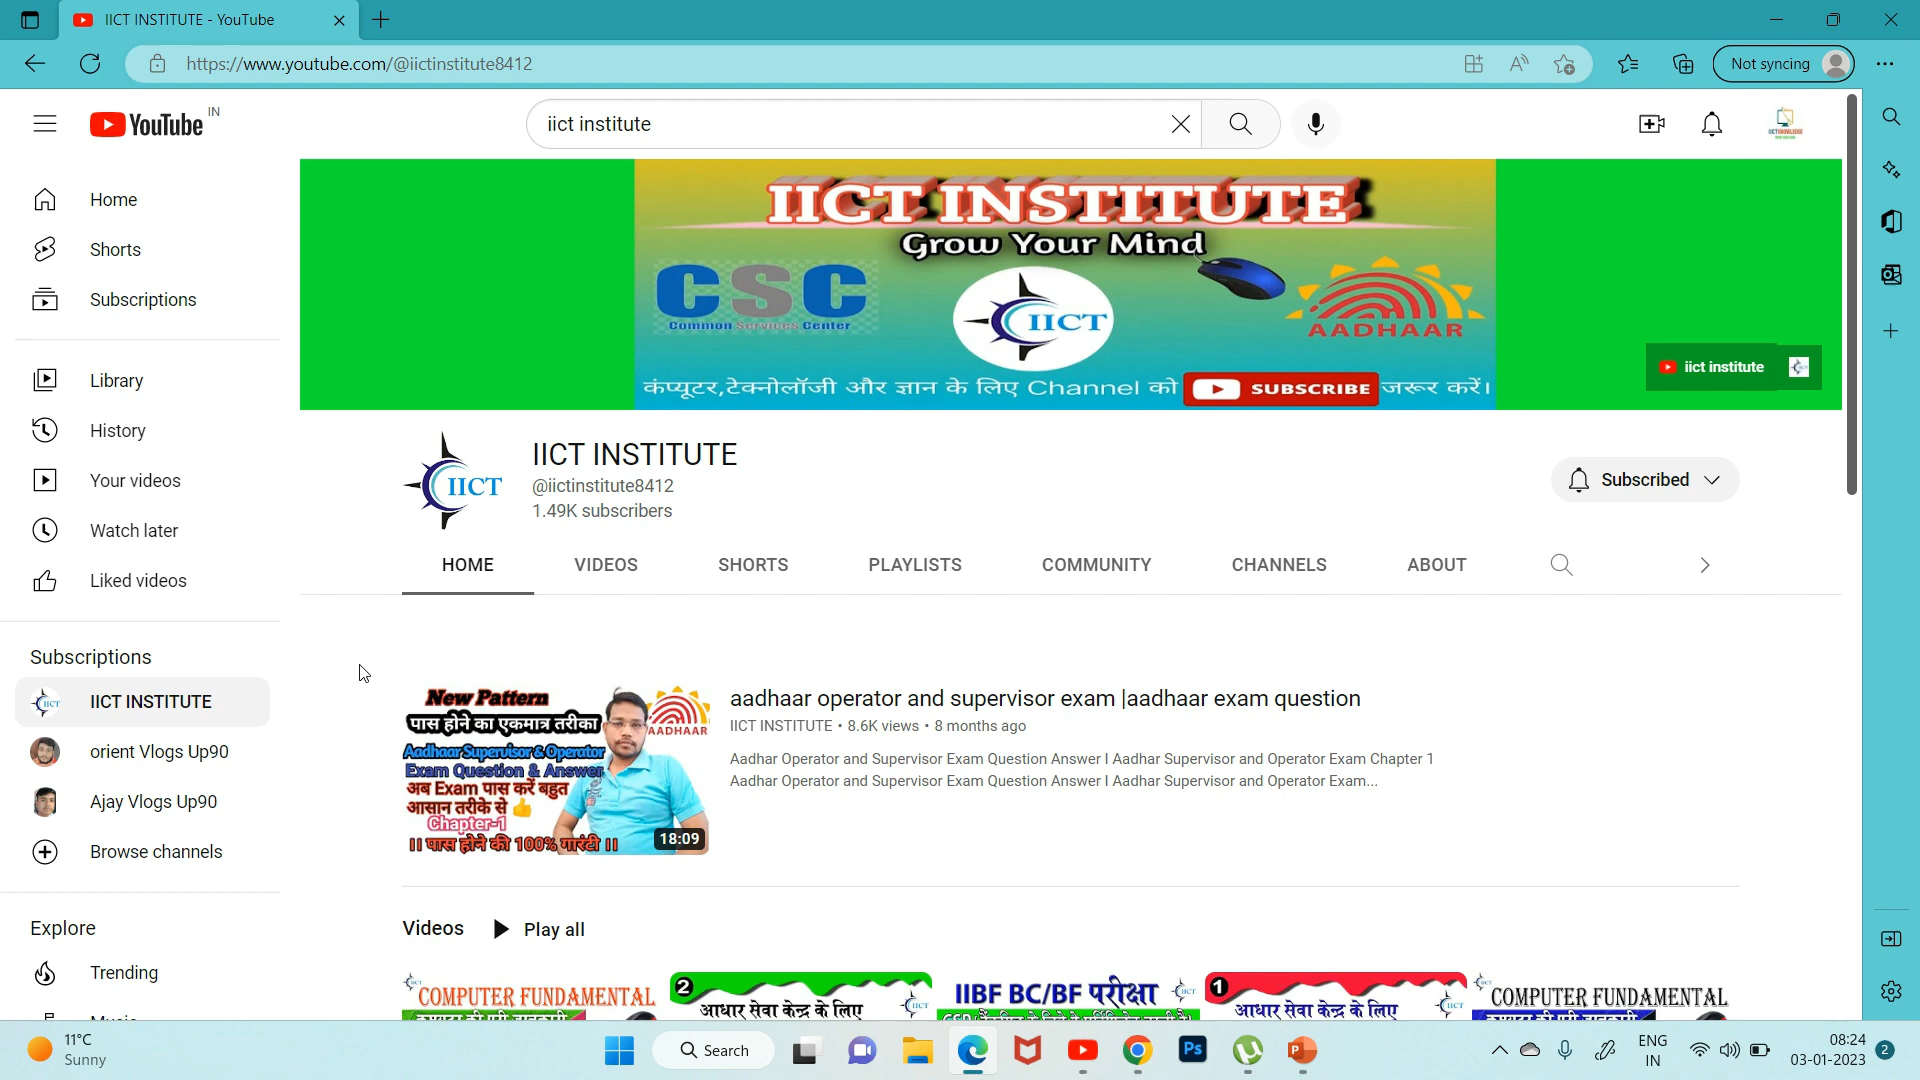 IICT INSTITUTE - YouTube
https://www.youtube.com/@iictinstitute8412
Not syncing
YouTube IN
iict institute
Home
Shorts
Subscriptions
Library
History
Your videos
Watch later
Liked videos
Subscriptions
IICT INSTITUTE
orient Vlogs Up90
Ajay Vlogs Up90
Browse channels
Explore
Trending
IICT INSTITUTE
Grow Your Mind
CSC
Common Services Center
IICT
AADHAAR
कंप्यूटर,टेक्नोलॉजी और ज्ञान के लिए Channel को SUBSCRIBE जरूर करें।
iict institute
IICT
IICT INSTITUTE
@iictinstitute8412
1.49K subscribers
Subscribed
HOME VIDEOS SHORTS PLAYLISTS COMMUNITY CHANNELS ABOUT
New Pattern
पास होने का एकमात्र तरीका
AADHAAR
Aadhaar Supervisor & Operator
Exam Question & Answer
अब Exam पास करें बहुत
आसान तरीके से
Chapter-1
|| पास होने की 100% गारंटी ||
18:09
aadhaar operator and supervisor exam |aadhaar exam question
IICT INSTITUTE • 8.6K views • 8 months ago
Aadhar Operator and Supervisor Exam Question Answer I Aadhar Supervisor and Operator Exam Chapter 1
Aadhar Operator and Supervisor Exam Question Answer I Aadhar Supervisor and Operator Exam...
Videos Play all
COMPUTER FUNDAMENTAL
2
आधार सेवा केन्द्र के लिए
IIBF BC/BF परीक्षा
1
आधार सेवा केन्द्र के लिए
COMPUTER FUNDAMENTAL
11°C
Sunny
Search
Ps
ENG
IN
08:24
03-01-2023
2